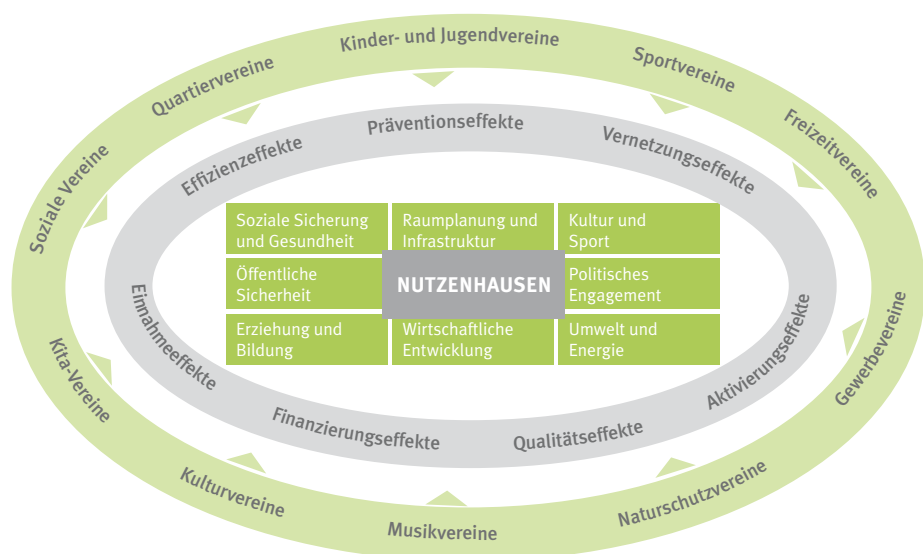 Kinder- und Jugendvereine
Sportvereine
Freizeitvereine
Gewerbevereine
Naturschutzvereine
Musikvereine
Kulturvereine
Kita-Vereine
Soziale Vereine
Quartiervereine
Präventionseffekte
Vernetzungseffekte
Aktivierungseffekte
Qualitätseffekte
Finanzierungseffekte
Einnahmeeffekte
Effizienzeffekte
Soziale Sicherung
und Gesundheit
Raumplanung und
Infrastruktur
Kultur und
Sport
Öffentliche
Sicherheit
NUTZENHAUSEN
Politisches
Engagement
Erziehung und
Bildung
Wirtschaftliche
Entwicklung
Umwelt und
Energie